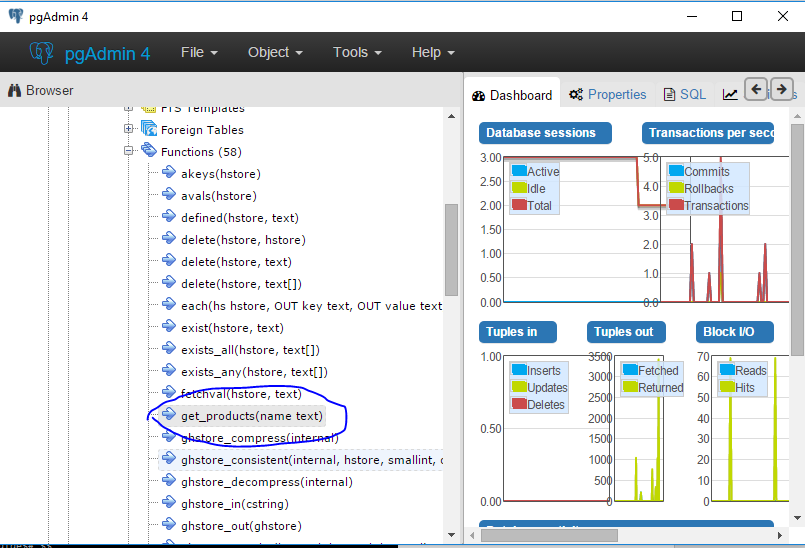 pgAdmin 4
pgAdmin 4 File Object Tools Help
Browser
Dashboard Properties SQL
FTS Templates
Foreign Tables
Functions (58)
akeys(hstore)
avals(hstore)
defined(hstore, text)
delete(hstore, hstore)
delete(hstore, text)
delete(hstore, text[])
each(hs hstore, OUT key text, OUT value text
exist(hstore, text)
exists_all(hstore, text[])
exists_any(hstore, text[])
fetchval(hstore, text)
get_products(name text)
ghstore_compress(internal)
ghstore_consistent(internal, hstore, smallint,
ghstore_decompress(internal)
ghstore_in(cstring)
ghstore_out(ghstore)
Database sessions
3.00
2.50
2.00
1.50
1.00
0.50
0.00
Active
Idle
Total
Transactions per seco
5.0
4.0
3.0
2.0
1.0
0.0
Commits
Rollbacks
Transactions
Tuples in
1.00
0.50
0.00
Inserts
Updates
Deletes
Tuples out
3500
3000
2500
2000
1500
1000
500
0
Fetched
Returned
Block I/O
70
60
50
40
30
20
10
0
Reads
Hits